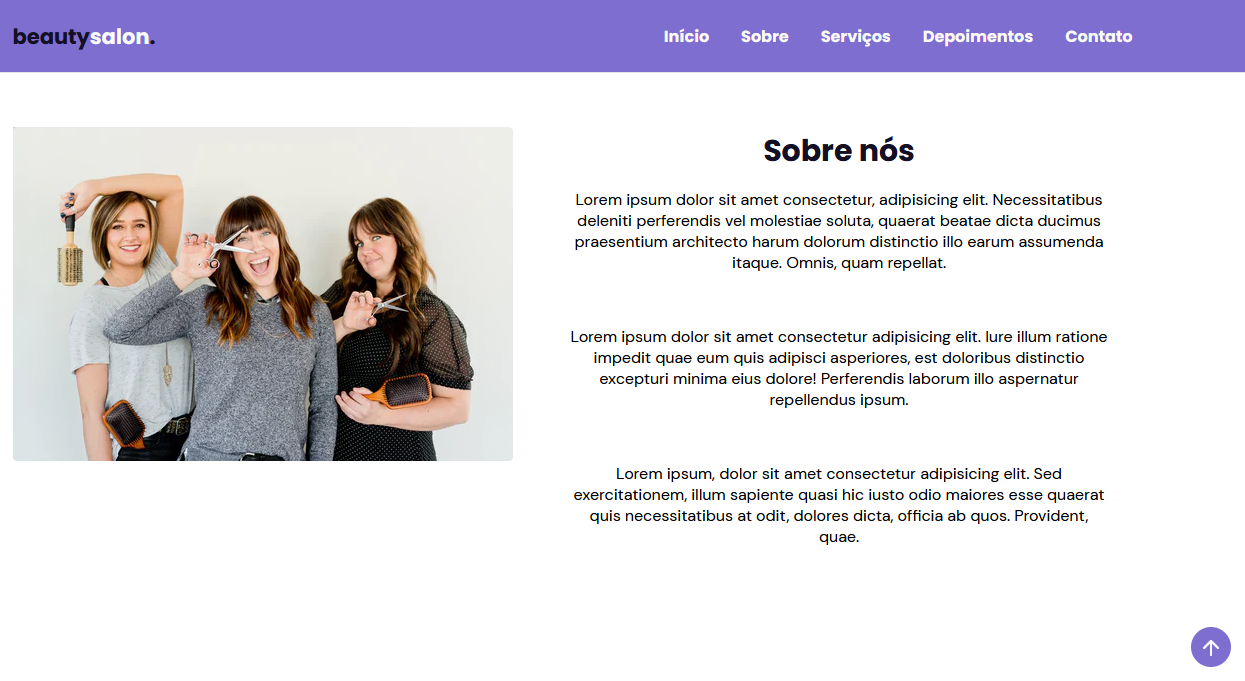 beautysalon.
Início Sobre Serviços Depoimentos Contato
Sobre nós
Lorem ipsum dolor sit amet consectetur, adipisicing elit. Necessitatibus
deleniti perferendis vel molestiae soluta, quaerat beatae dicta ducimus
praesentium architecto harum dolorum distinctio illo earum assumenda
itaque. Omnis, quam repellat.
Lorem ipsum dolor sit amet consectetur adipisicing elit. Iure illum ratione
impedit quae eum quis adipisci asperiores, est doloribus distinctio
excepturi minima eius dolore! Perferendis laborum illo aspernatur
repellendus ipsum.
Lorem ipsum, dolor sit amet consectetur adipisicing elit. Sed
exercitationem, illum sapiente quasi hic iusto odio maiores esse quaerat
quis necessitatibus at odit, dolores dicta, officia ab quos. Provident,
quae.